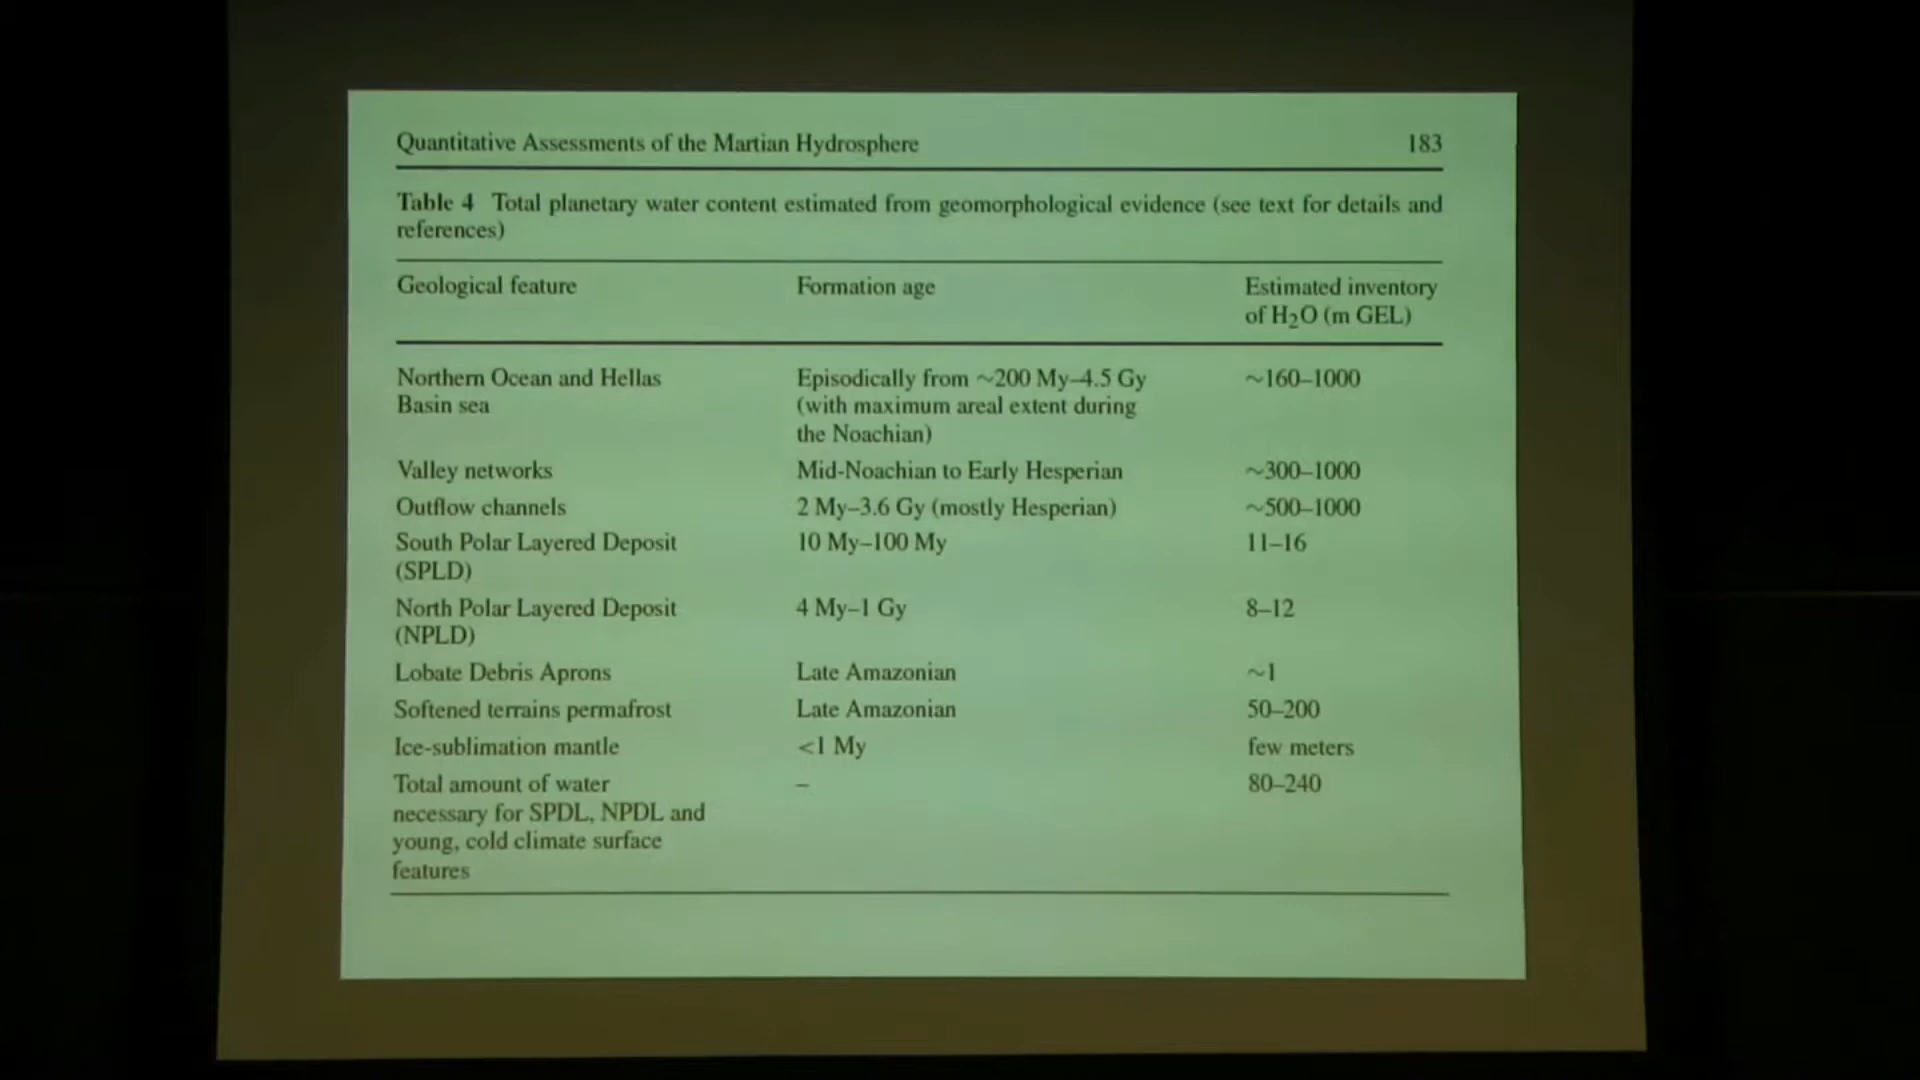 Quantitative Assessments of the Martian Hydrosphere 183
Table 4 Total planetary water content estimated from geomorphological evidence (see text for details and
references)
Geological feature Formation age Estimated inventory
of H₂O (m GEL)
Northern Ocean and Hellas Episodically from ~200 My–4.5 Gy ~160–1000
Basin sea (with maximum areal extent during
the Noachian)
Valley networks Mid-Noachian to Early Hesperian ~300–1000
Outflow channels 2 My–3.6 Gy (mostly Hesperian) ~500–1000
South Polar Layered Deposit 10 My–100 My 11–16
(SPLD)
North Polar Layered Deposit 4 My–1 Gy 8–12
(NPLD)
Lobate Debris Aprons Late Amazonian ~1
Softened terrains permafrost Late Amazonian 50–200
Ice-sublimation mantle <1 My few meters
Total amount of water – 80–240
necessary for SPDL, NPDL and
young, cold climate surface
features